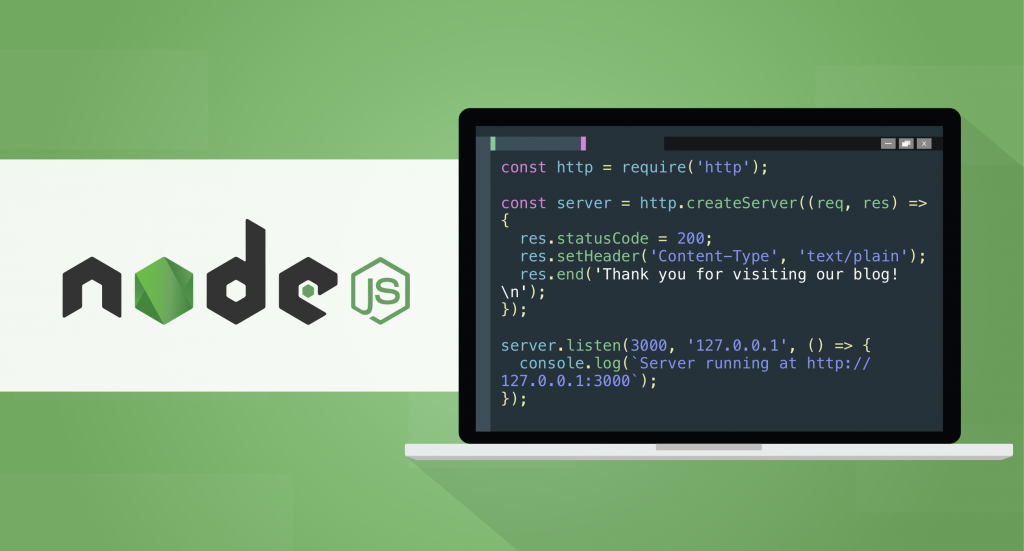 node JS
const http = require('http');
const server = http.createServer((req, res) =>
{
  res.statusCode = 200;
  res.setHeader('Content-Type', 'text/plain');
  res.end('Thank you for visiting our blog!
\n');
});
server.listen(3000, '127.0.0.1', () => {
  console.log(`Server running at http://
127.0.0.1:3000`);
});